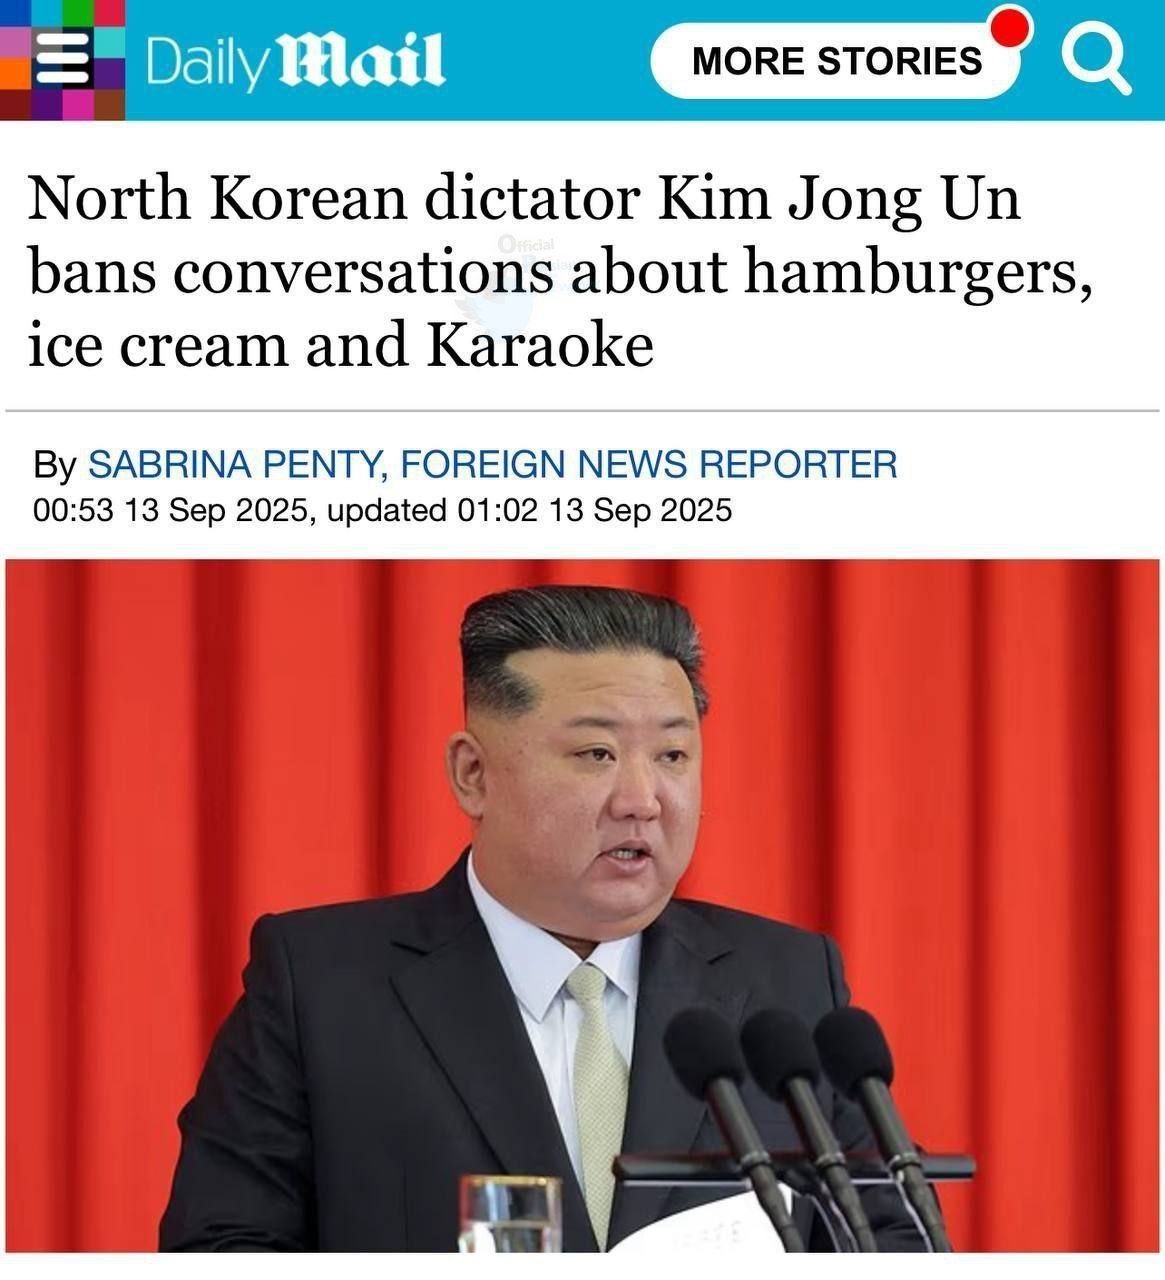 Daily Mail
MORE STORIES
North Korean dictator Kim Jong Un
bans conversations about hamburgers,
ice cream and Karaoke
Official
By SABRINA PENTY, FOREIGN NEWS REPORTER
00:53 13 Sep 2025, updated 01:02 13 Sep 2025